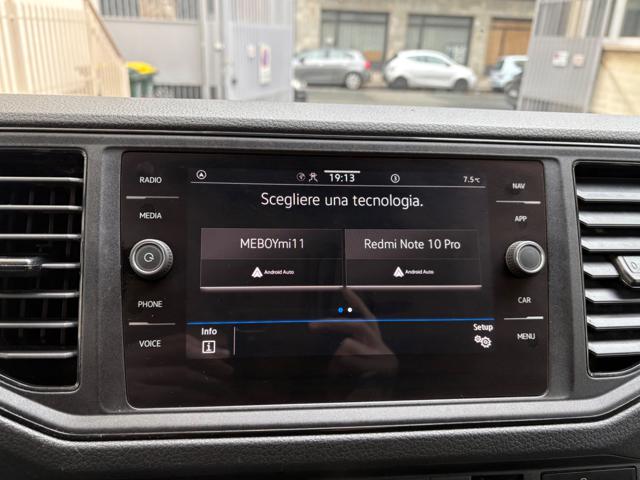 RADIO
MEDIA
PHONE
VOICE
19:13
3
7.5°C
Scegliere una tecnologia.
MEBOYmi11
Android Auto
Redmi Note 10 Pro
Android Auto
Info
Setup
NAV
APP
CAR
MENU